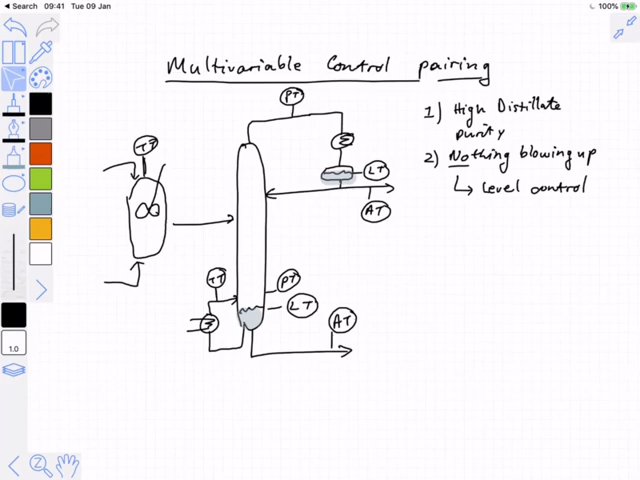 Search 09:41 Tue 09 Jan 100%
Multivariable Control pairing
PT
1) High Distillate
purity
TT
2) Nothing blowing up
LT
↳ Level control
AT
TT
PT
LT
AT
1.0